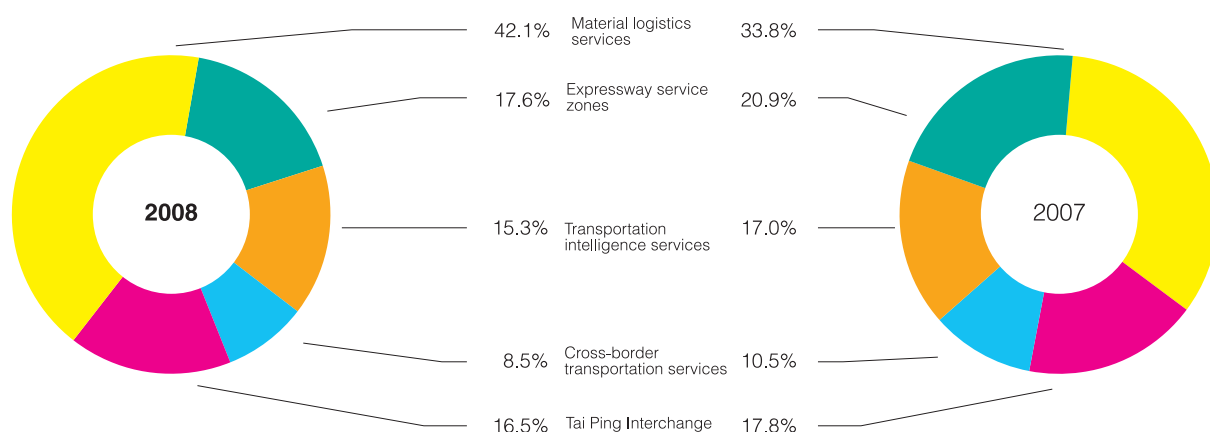 42.1% Material logistics 33.8%
services
17.6% Expressway service 20.9%
zones
2008
2007
15.3% Transportation 17.0%
intelligence services
8.5% Cross-border 10.5%
transportation services
16.5% Tai Ping Interchange 17.8%